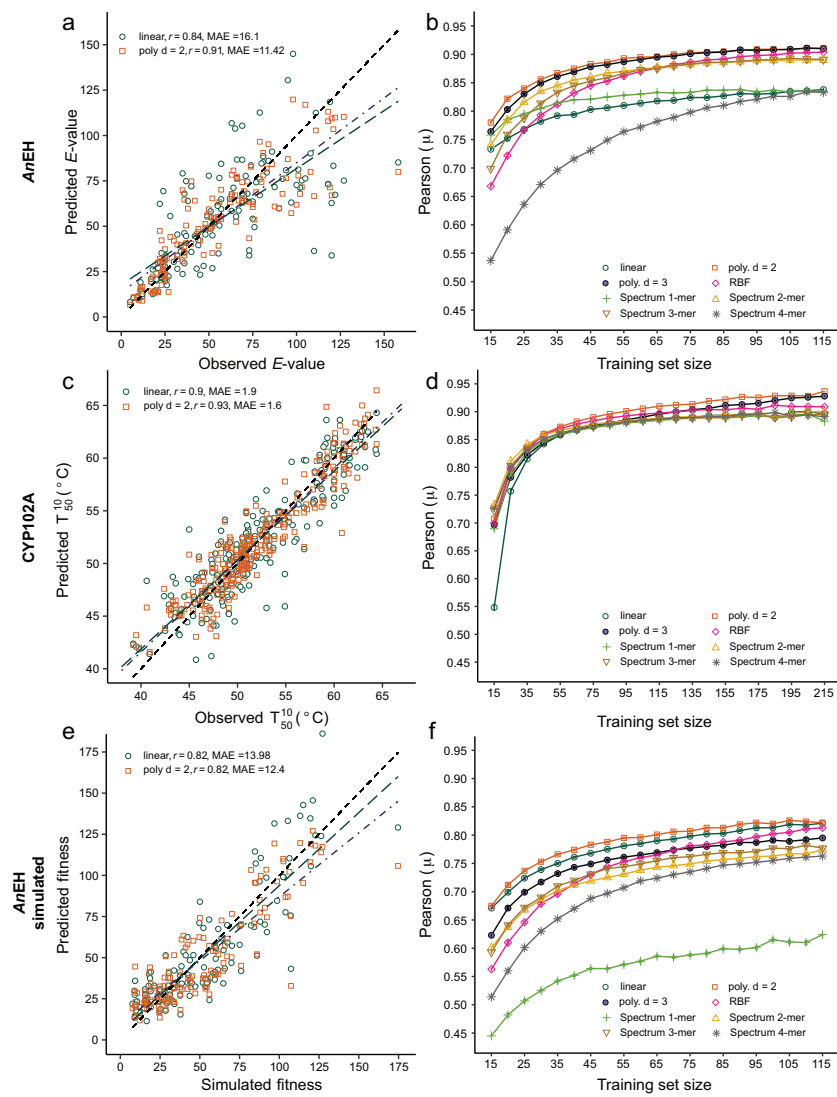 a
AnEH
Predicted E-value
150
125
100
75
50
25
0
linear, r = 0.84, MAE =16.1
poly d = 2, r = 0.91, MAE =11.42
0 25 50 75 100 125 150
Observed E-value
b
Pearson (μ)
0.90
0.85
0.80
0.75
0.70
0.65
0.60
0.55
0.50
0.45
linear poly. d = 2
poly. d = 3 RBF
Spectrum 1-mer Spectrum 2-mer
Spectrum 3-mer Spectrum 4-mer
15 25 35 45 55 65 75 85 95 105 115
Training set size
c
CYP102A
Predicted T₅₀¹⁰(°C)
65
60
55
50
45
40
linear, r = 0.9, MAE =1.9
poly d = 2, r = 0.93, MAE =1.6
40 45 50 55 60 65
Observed T₅₀¹⁰(°C)
d
Pearson (μ)
0.95
0.90
0.85
0.80
0.75
0.70
0.65
0.60
0.55
0.50
0.45
linear poly. d = 2
poly. d = 3 RBF
Spectrum 1-mer Spectrum 2-mer
Spectrum 3-mer Spectrum 4-mer
15 35 55 75 95 115 135 155 175 195 215
Training set size
e
AnEH
simulated
Predicted fitness
175
150
125
100
75
50
25
0
linear, r = 0.82, MAE =13.98
poly d = 2, r = 0.82, MAE =12.4
0 25 50 75 100 125 150 175
Simulated fitness
f
Pearson (μ)
0.95
0.90
0.85
0.80
0.75
0.70
0.65
0.60
0.55
0.50
0.45
linear poly. d = 2
poly. d = 3 RBF
Spectrum 1-mer Spectrum 2-mer
Spectrum 3-mer Spectrum 4-mer
15 25 35 45 55 65 75 85 95 105 115
Training set size